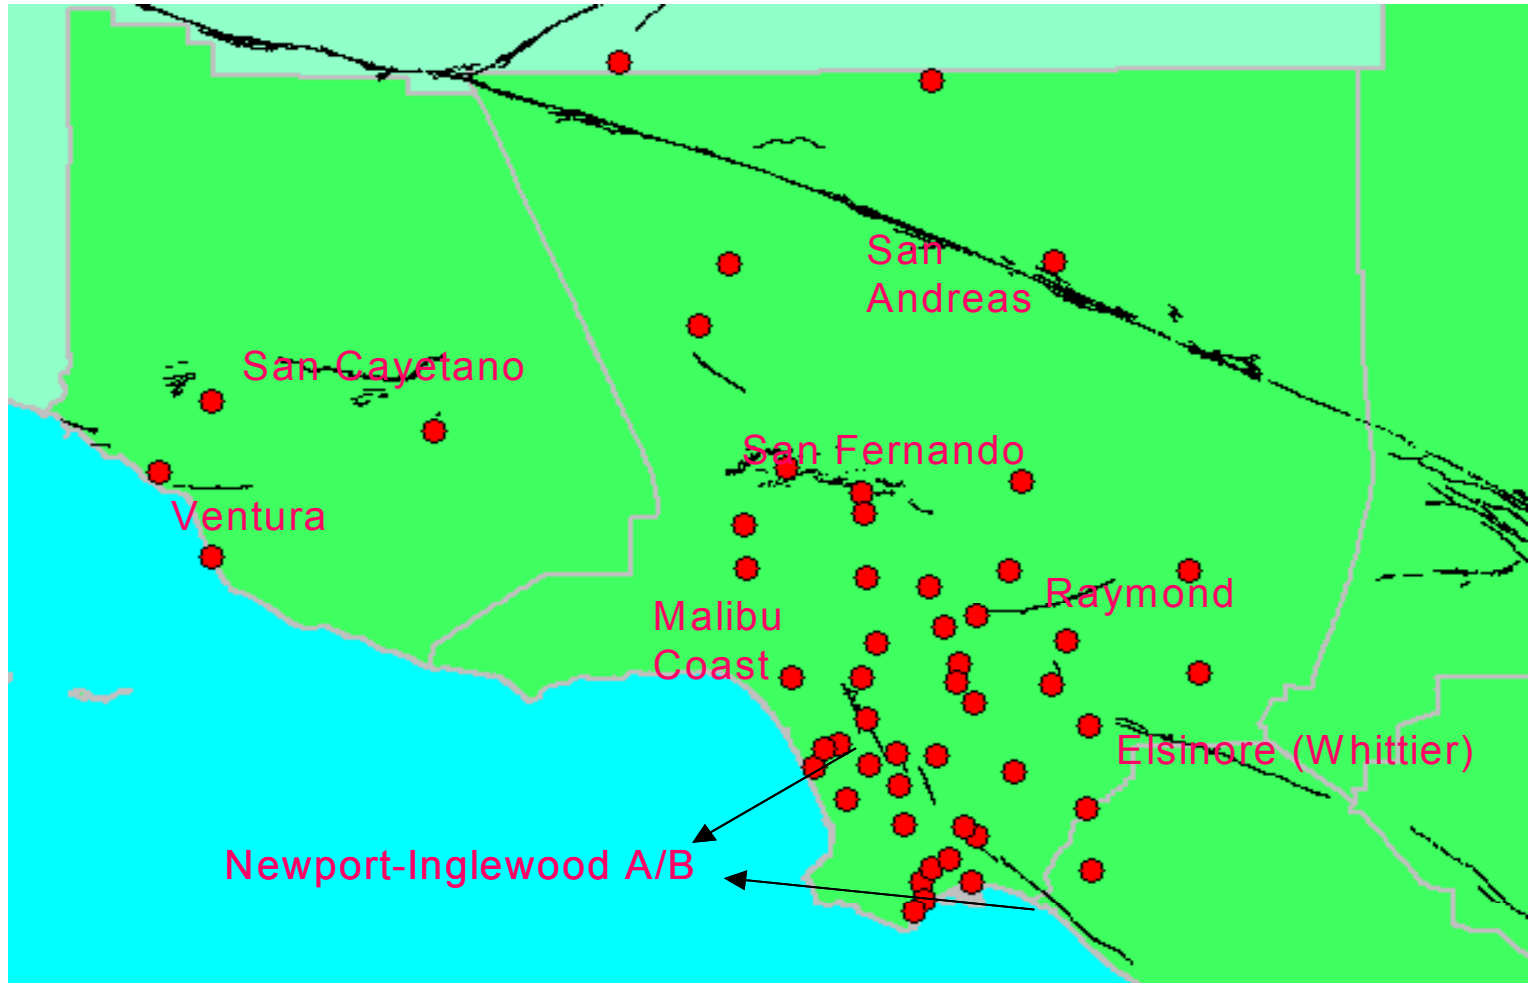 San
Andreas
San Cayetano
San Fernando
Ventura
Raymond
Malibu
Coast
Elsinore (Whittier)
Newport-Inglewood A/B